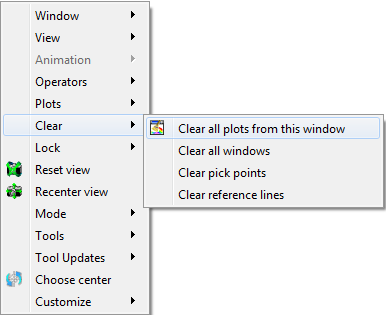 Window
View
Animation
Operators
Plots
Clear
Lock
Reset view
Recenter view
Mode
Tools
Tool Updates
Choose center
Customize
Clear all plots from this window
Clear all windows
Clear pick points
Clear reference lines